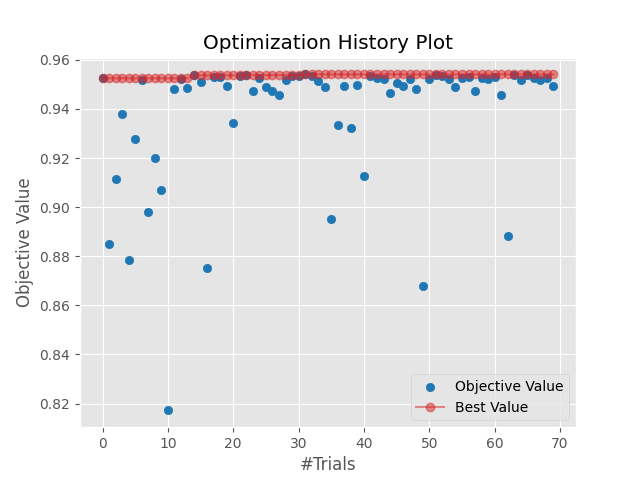 Optimization History Plot
0.96
0.94
0.92
0.90
0.88
0.86
0.84
0.82
Objective Value
Objective Value
Best Value
0 10 20 30 40 50 60 70
#Trials